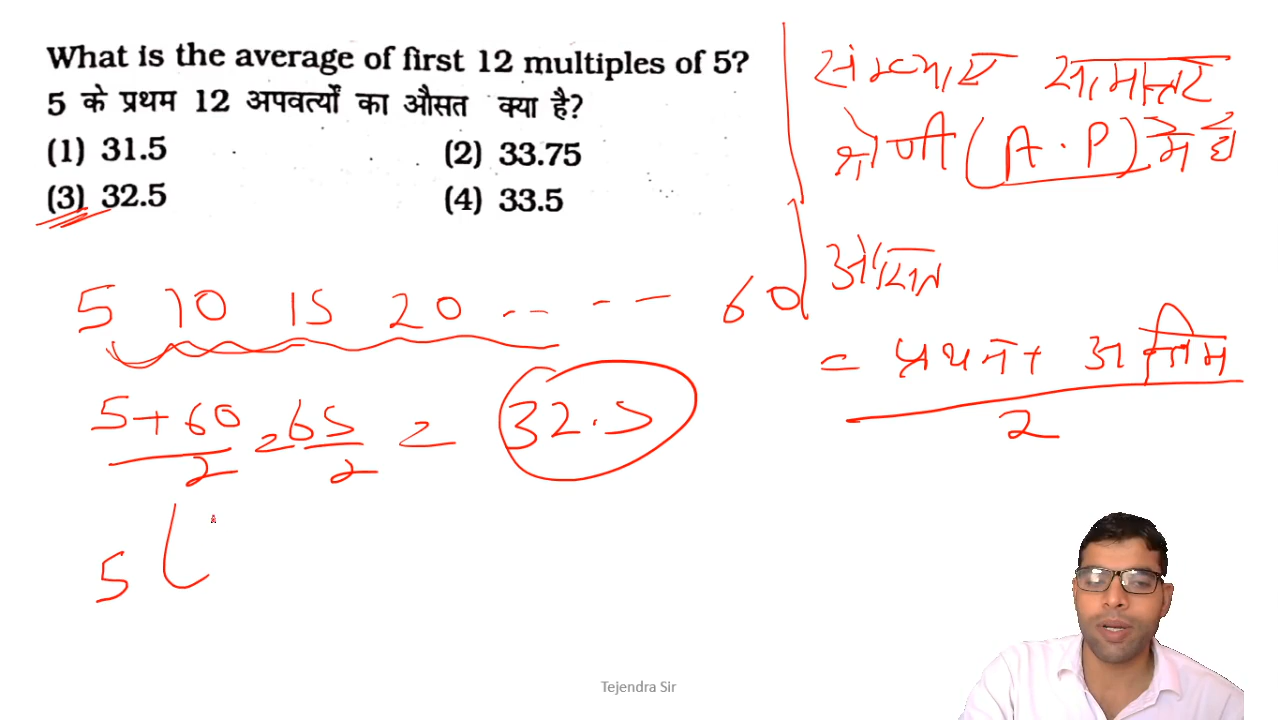 What is the average of first 12 multiples of 5?
5 के प्रथम 12 अपवर्त्यों का औसत क्या है?
(1) 31.5 (2) 33.75
(3) 32.5 (4) 33.5
5 10 15 20 -- -- 60
5+60/2 = 65/2 = 32.5
5 (
संख्याए सामान्तर
श्रेणी (A.P) में हो
औसत
= प्रथम + अन्तिम
2
Tejendra Sir